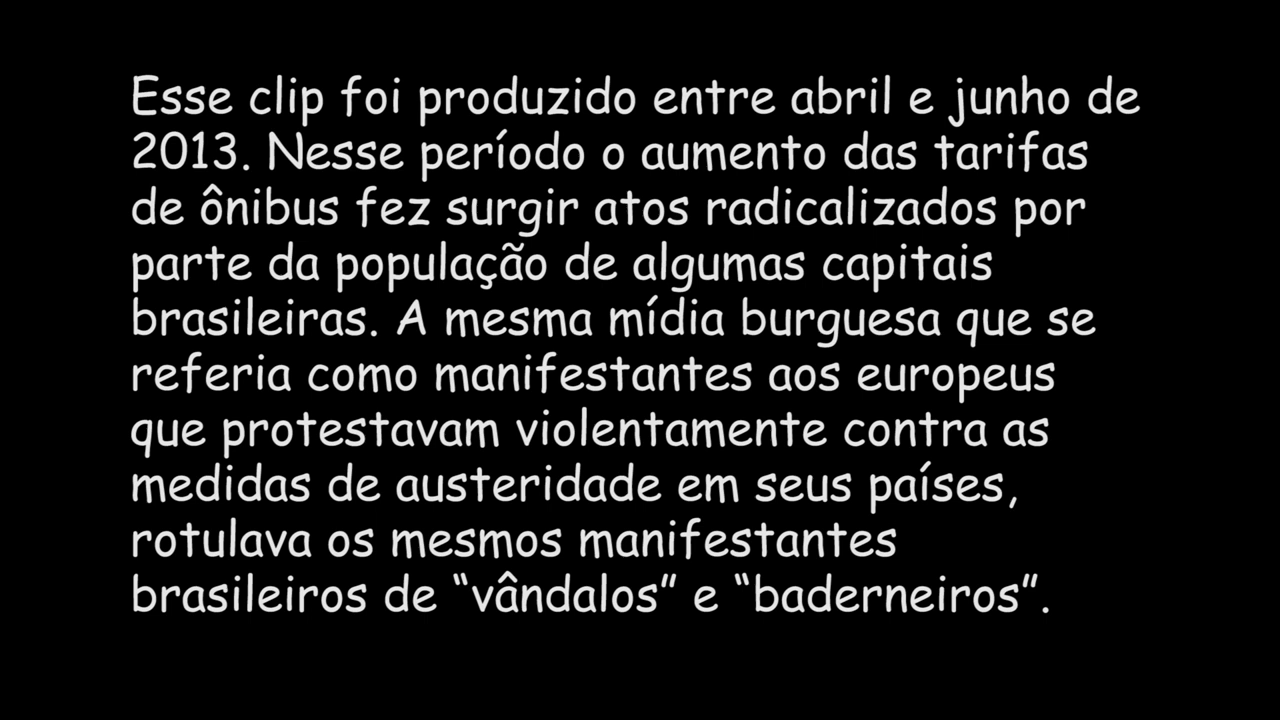 Esse clip foi produzido entre abril e junho de
2013. Nesse período o aumento das tarifas
de ônibus fez surgir atos radicalizados por
parte da população de algumas capitais
brasileiras. A mesma mídia burguesa que se
referia como manifestantes aos europeus
que protestavam violentamente contra as
medidas de austeridade em seus países,
rotulava os mesmos manifestantes
brasileiros de “vândalos” e “baderneiros”.